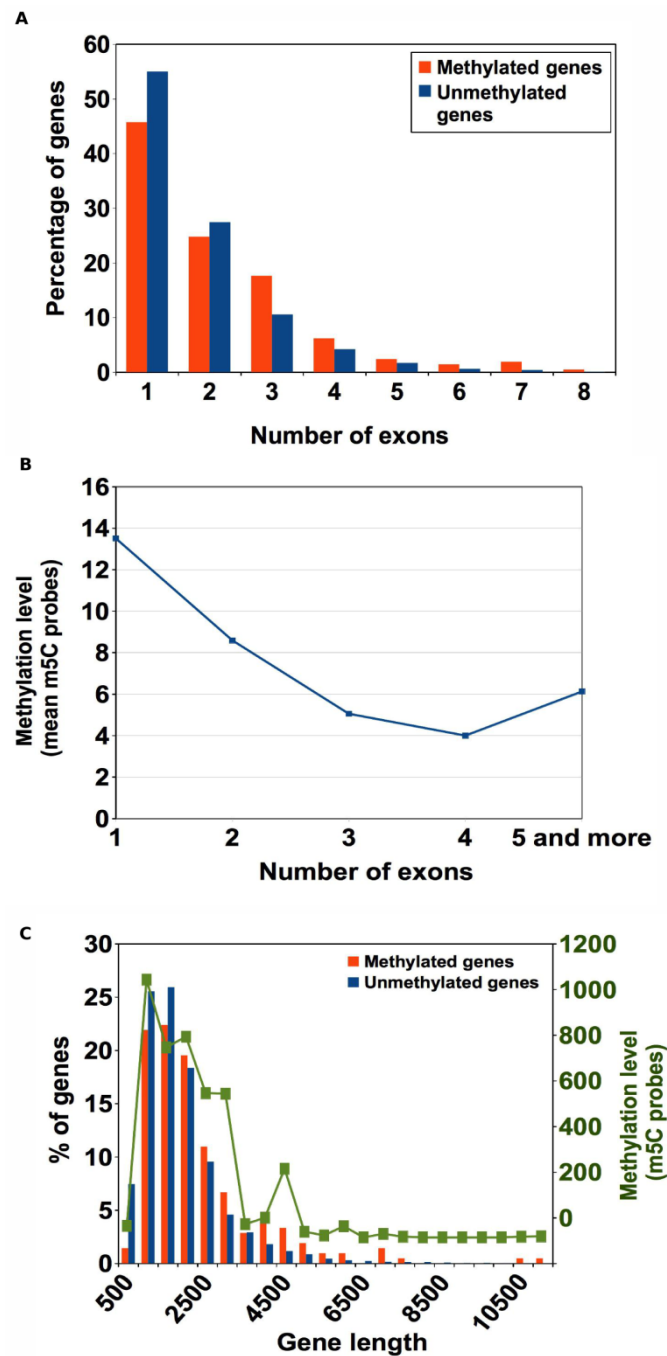 A
60
50
40
30
20
10
0
Percentage of genes
Methylated genes
Unmethylated
genes
1 2 3 4 5 6 7 8
Number of exons
B
16
14
12
10
8
6
4
2
0
Methylation level
(mean m5C probes)
1 2 3 4 5 and more
Number of exons
C
30
25
20
15
10
5
0
% of genes
Methylated genes
Unmethylated genes
1200
1000
800
600
400
200
0
Methylation level
(m5C probes)
500 2500 4500 6500 8500 10500
Gene length